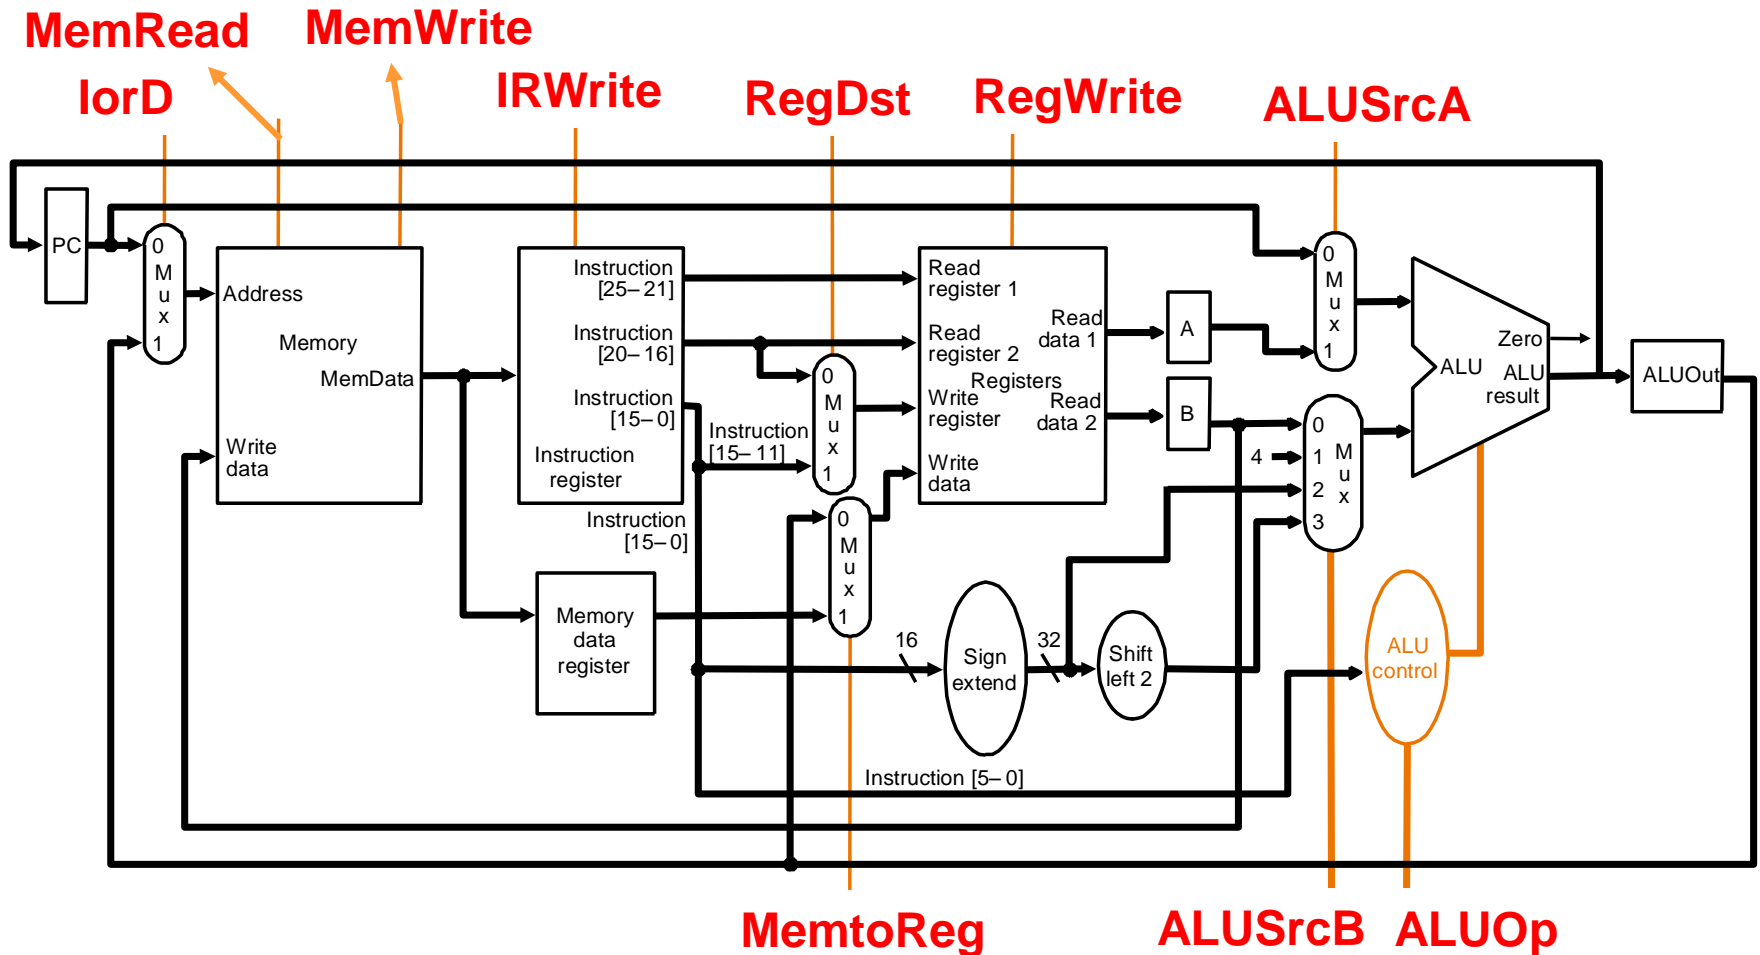 MemRead
MemWrite
IorD
IRWrite
RegDst
RegWrite
ALUSrcA
PC
0
M
u
x
1
Address
Memory
MemData
Write
data
Instruction
[25–21]
Instruction
[20–16]
Instruction
[15–0]
Instruction
register
Instruction
[15–0]
Instruction
[15–11]
0
M
u
x
1
0
M
u
x
1
Memory
data
register
Read
register 1
Read
register 2
Registers
Write
register
Write
data
Read
data 1
Read
data 2
A
B
4
0
M
u
x
1
0
1
2
3
M
u
x
Zero
ALU
ALU
result
ALUOut
16
Sign
extend
32
Shift
left 2
ALU
control
Instruction [5–0]
MemtoReg
ALUSrcB
ALUOp